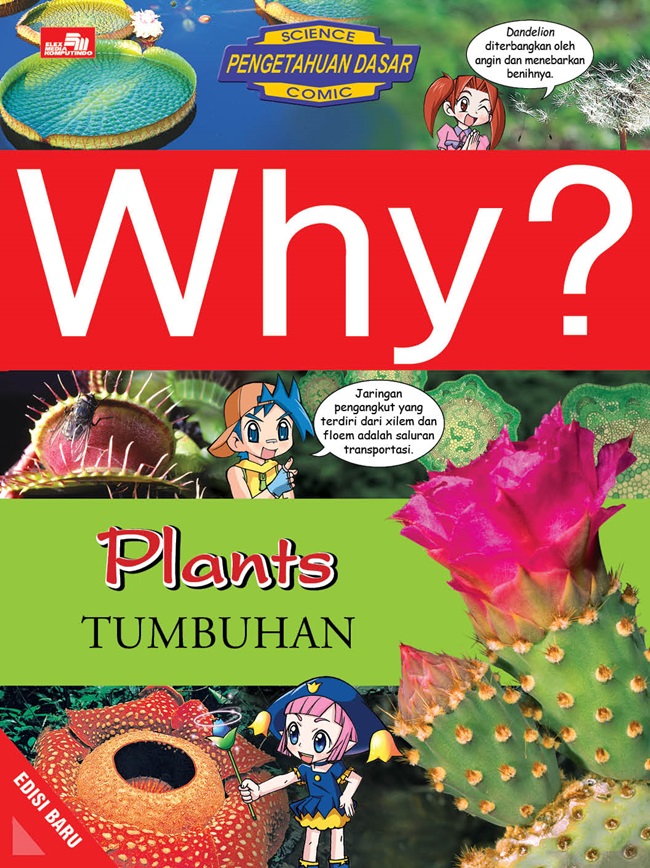 ELEX
MEDIA
KOMPUTINDO
SCIENCE
PENGETAHUAN DASAR
COMIC
Dandelion
diterbangkan oleh
angin dan menebarkan
benihnya.
Why?
Jaringan
pengangkut yang
terdiri dari xilem dan
floem adalah saluran
transportasi.
Plants
TUMBUHAN
EDISI BARU